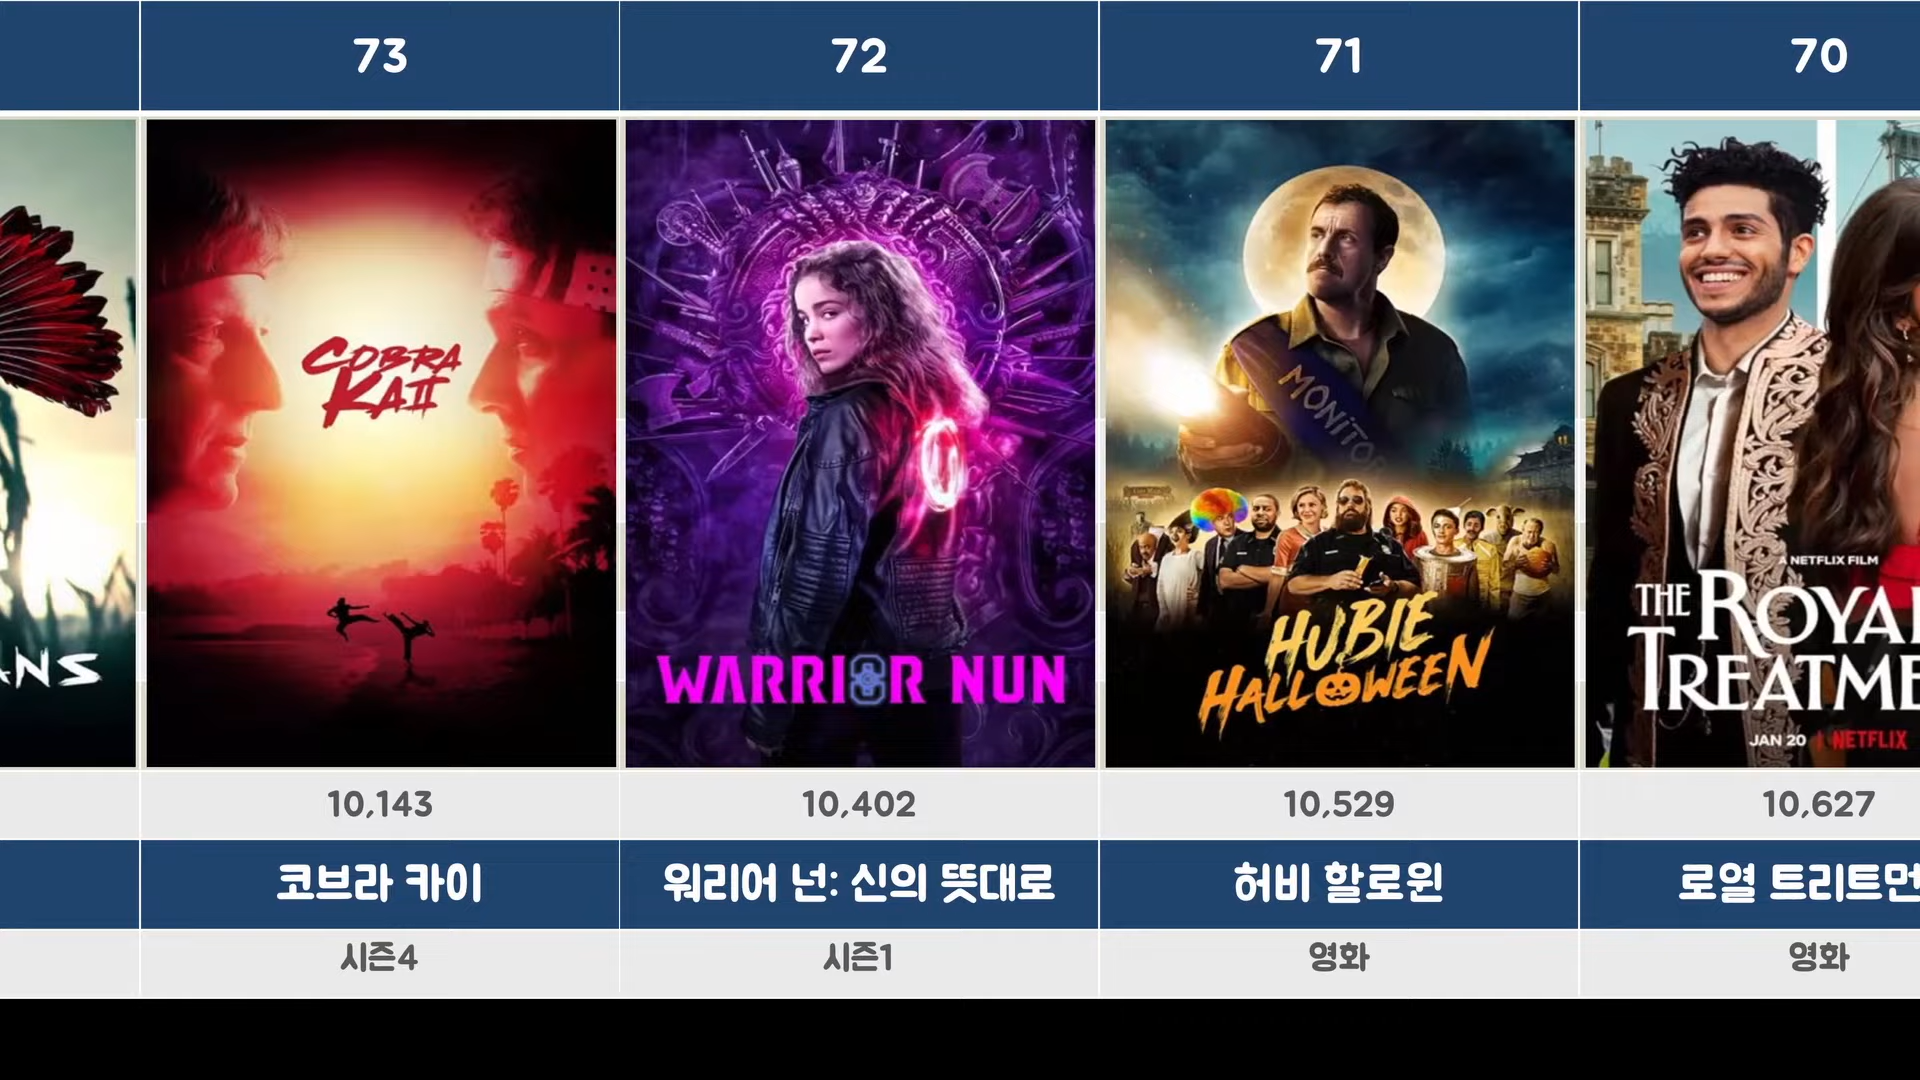 73
72
71
70
COBRA
KAII
WARRIOR NUN
MONITOR
HUBIE
HALLOWEEN
A NETFLIX FILM
THE ROYAL
TREATME
JAN 20 | NETFLIX
ANS
10,143
10,402
10,529
10,627
코브라 카이
워리어 넌: 신의 뜻대로
허비 할로윈
로열 트리트먼
시즌4
시즌1
영화
영화